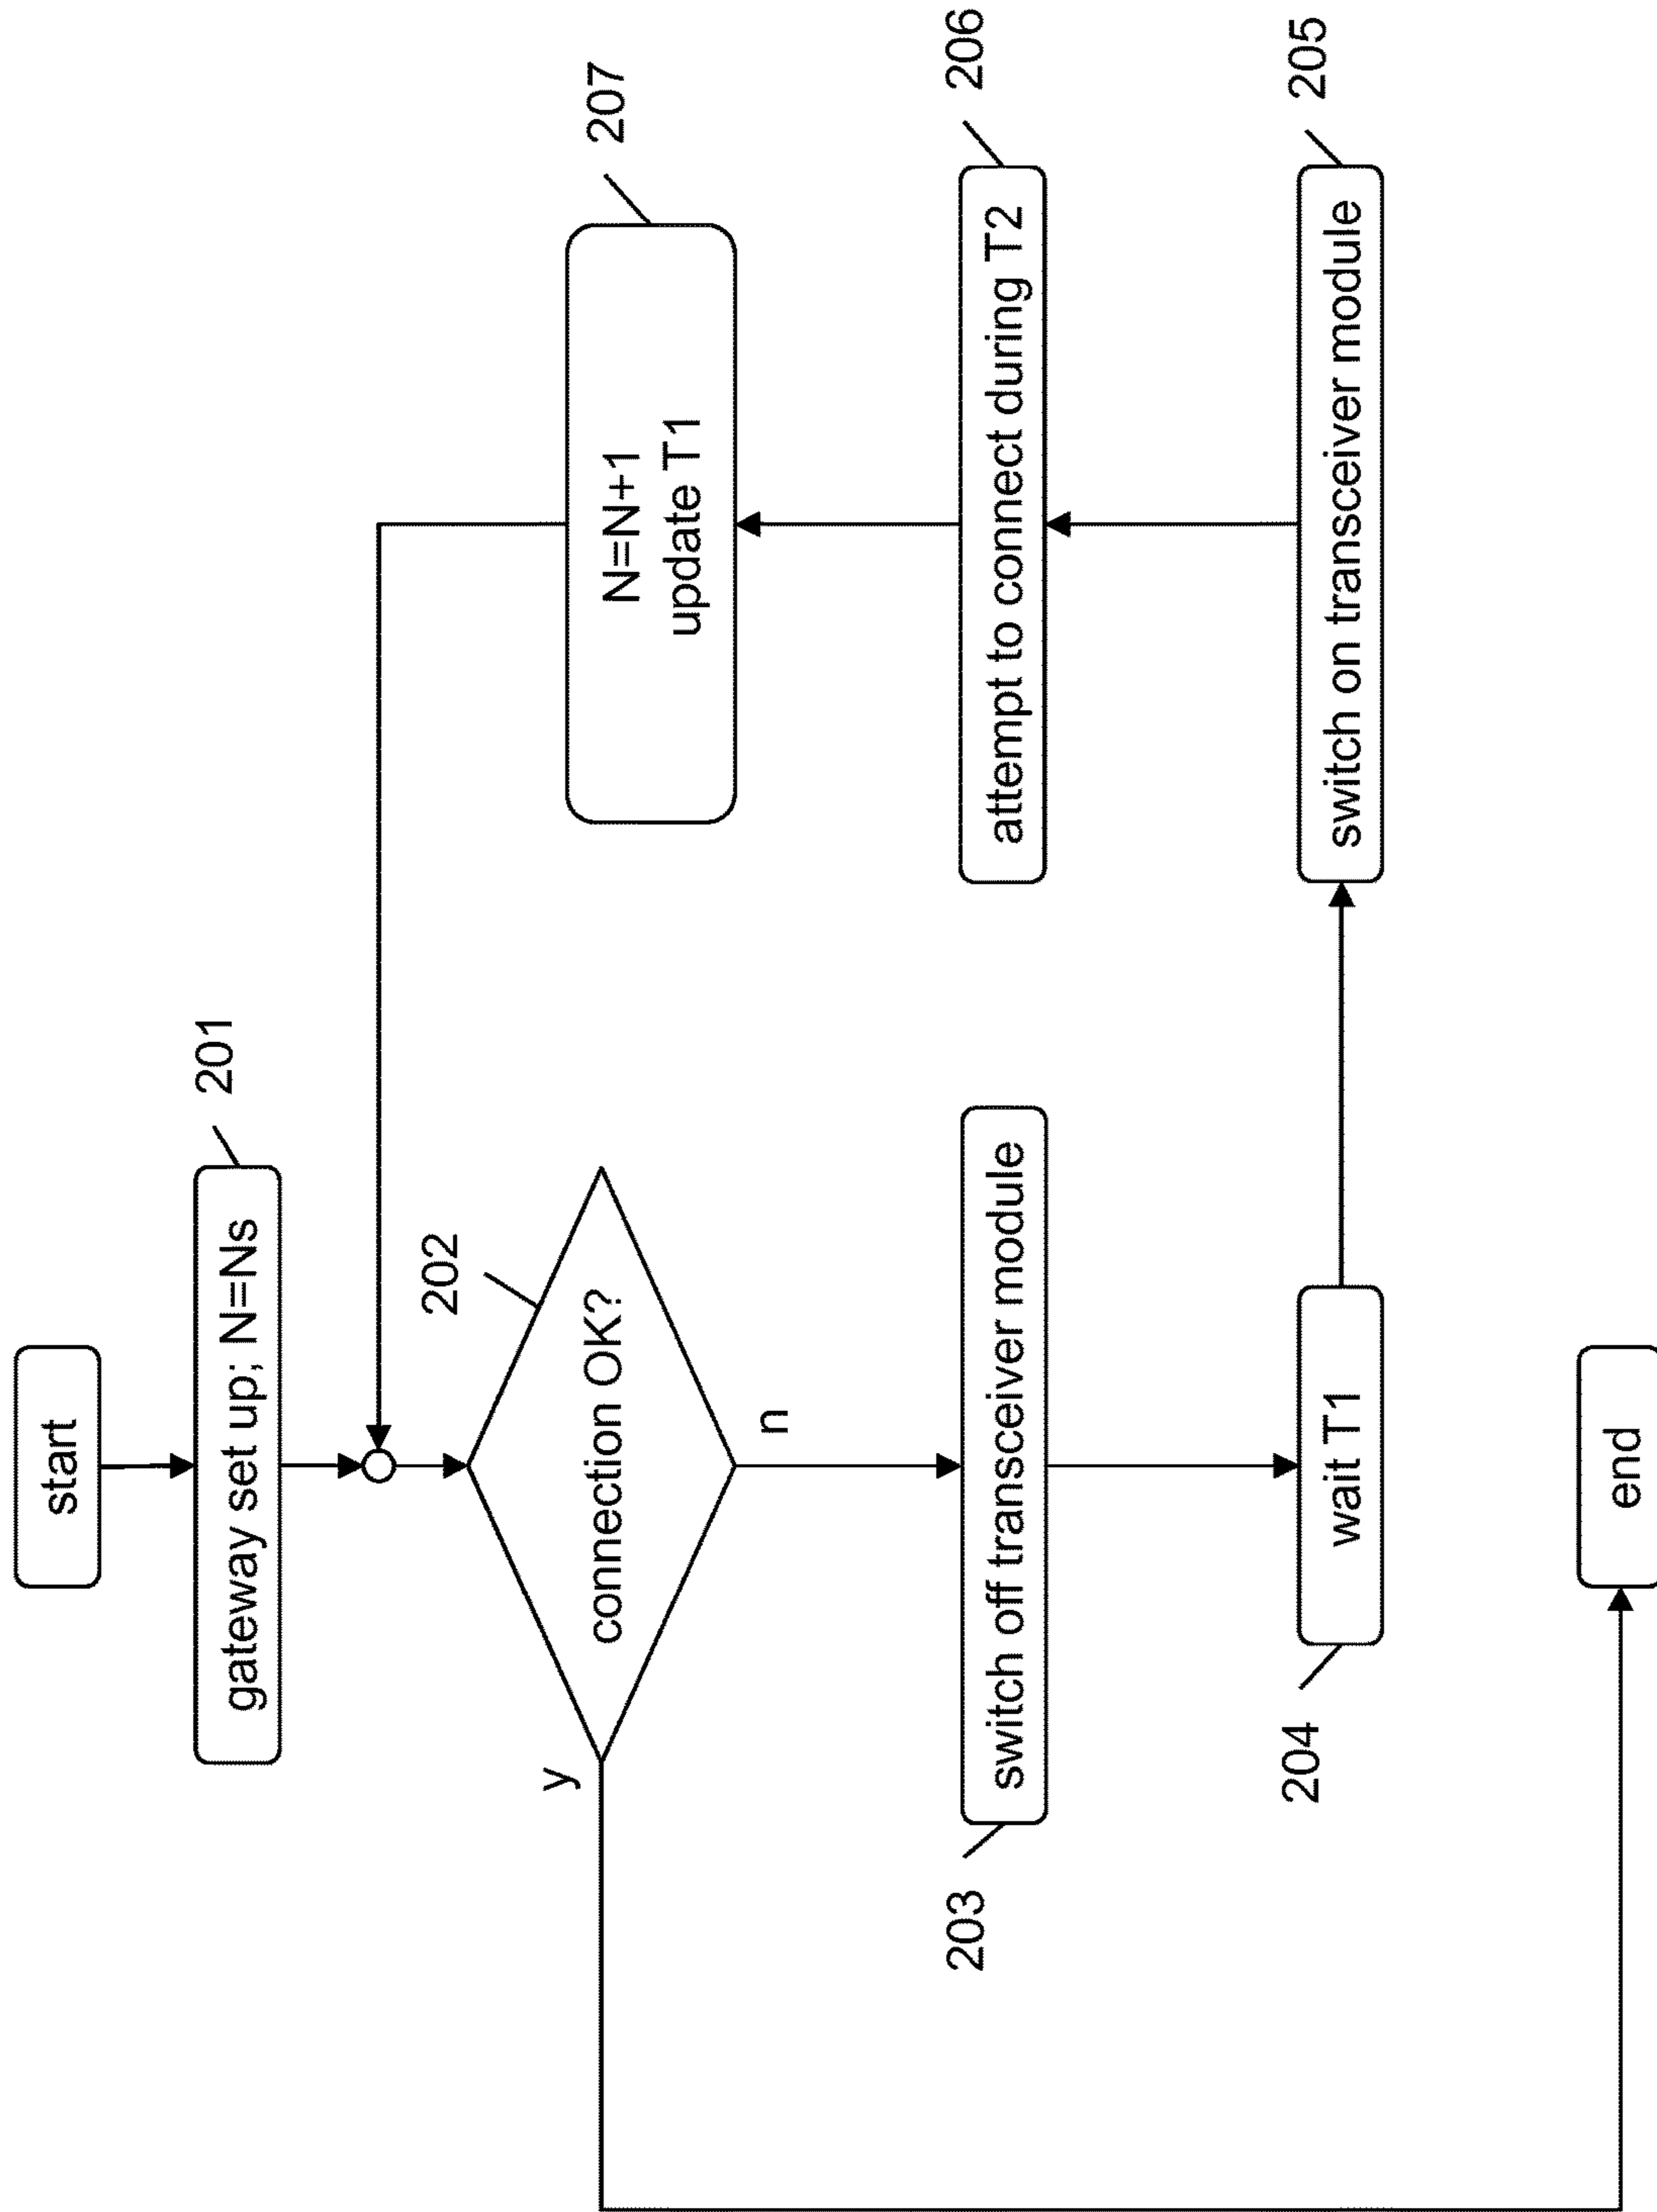 start
gateway set up; N=Ns
201
connection OK?
202
y
n
switch off transceiver module
203
wait T1
204
switch on transceiver module
205
attempt to connect during T2
206
N=N+1
update T1
207
end